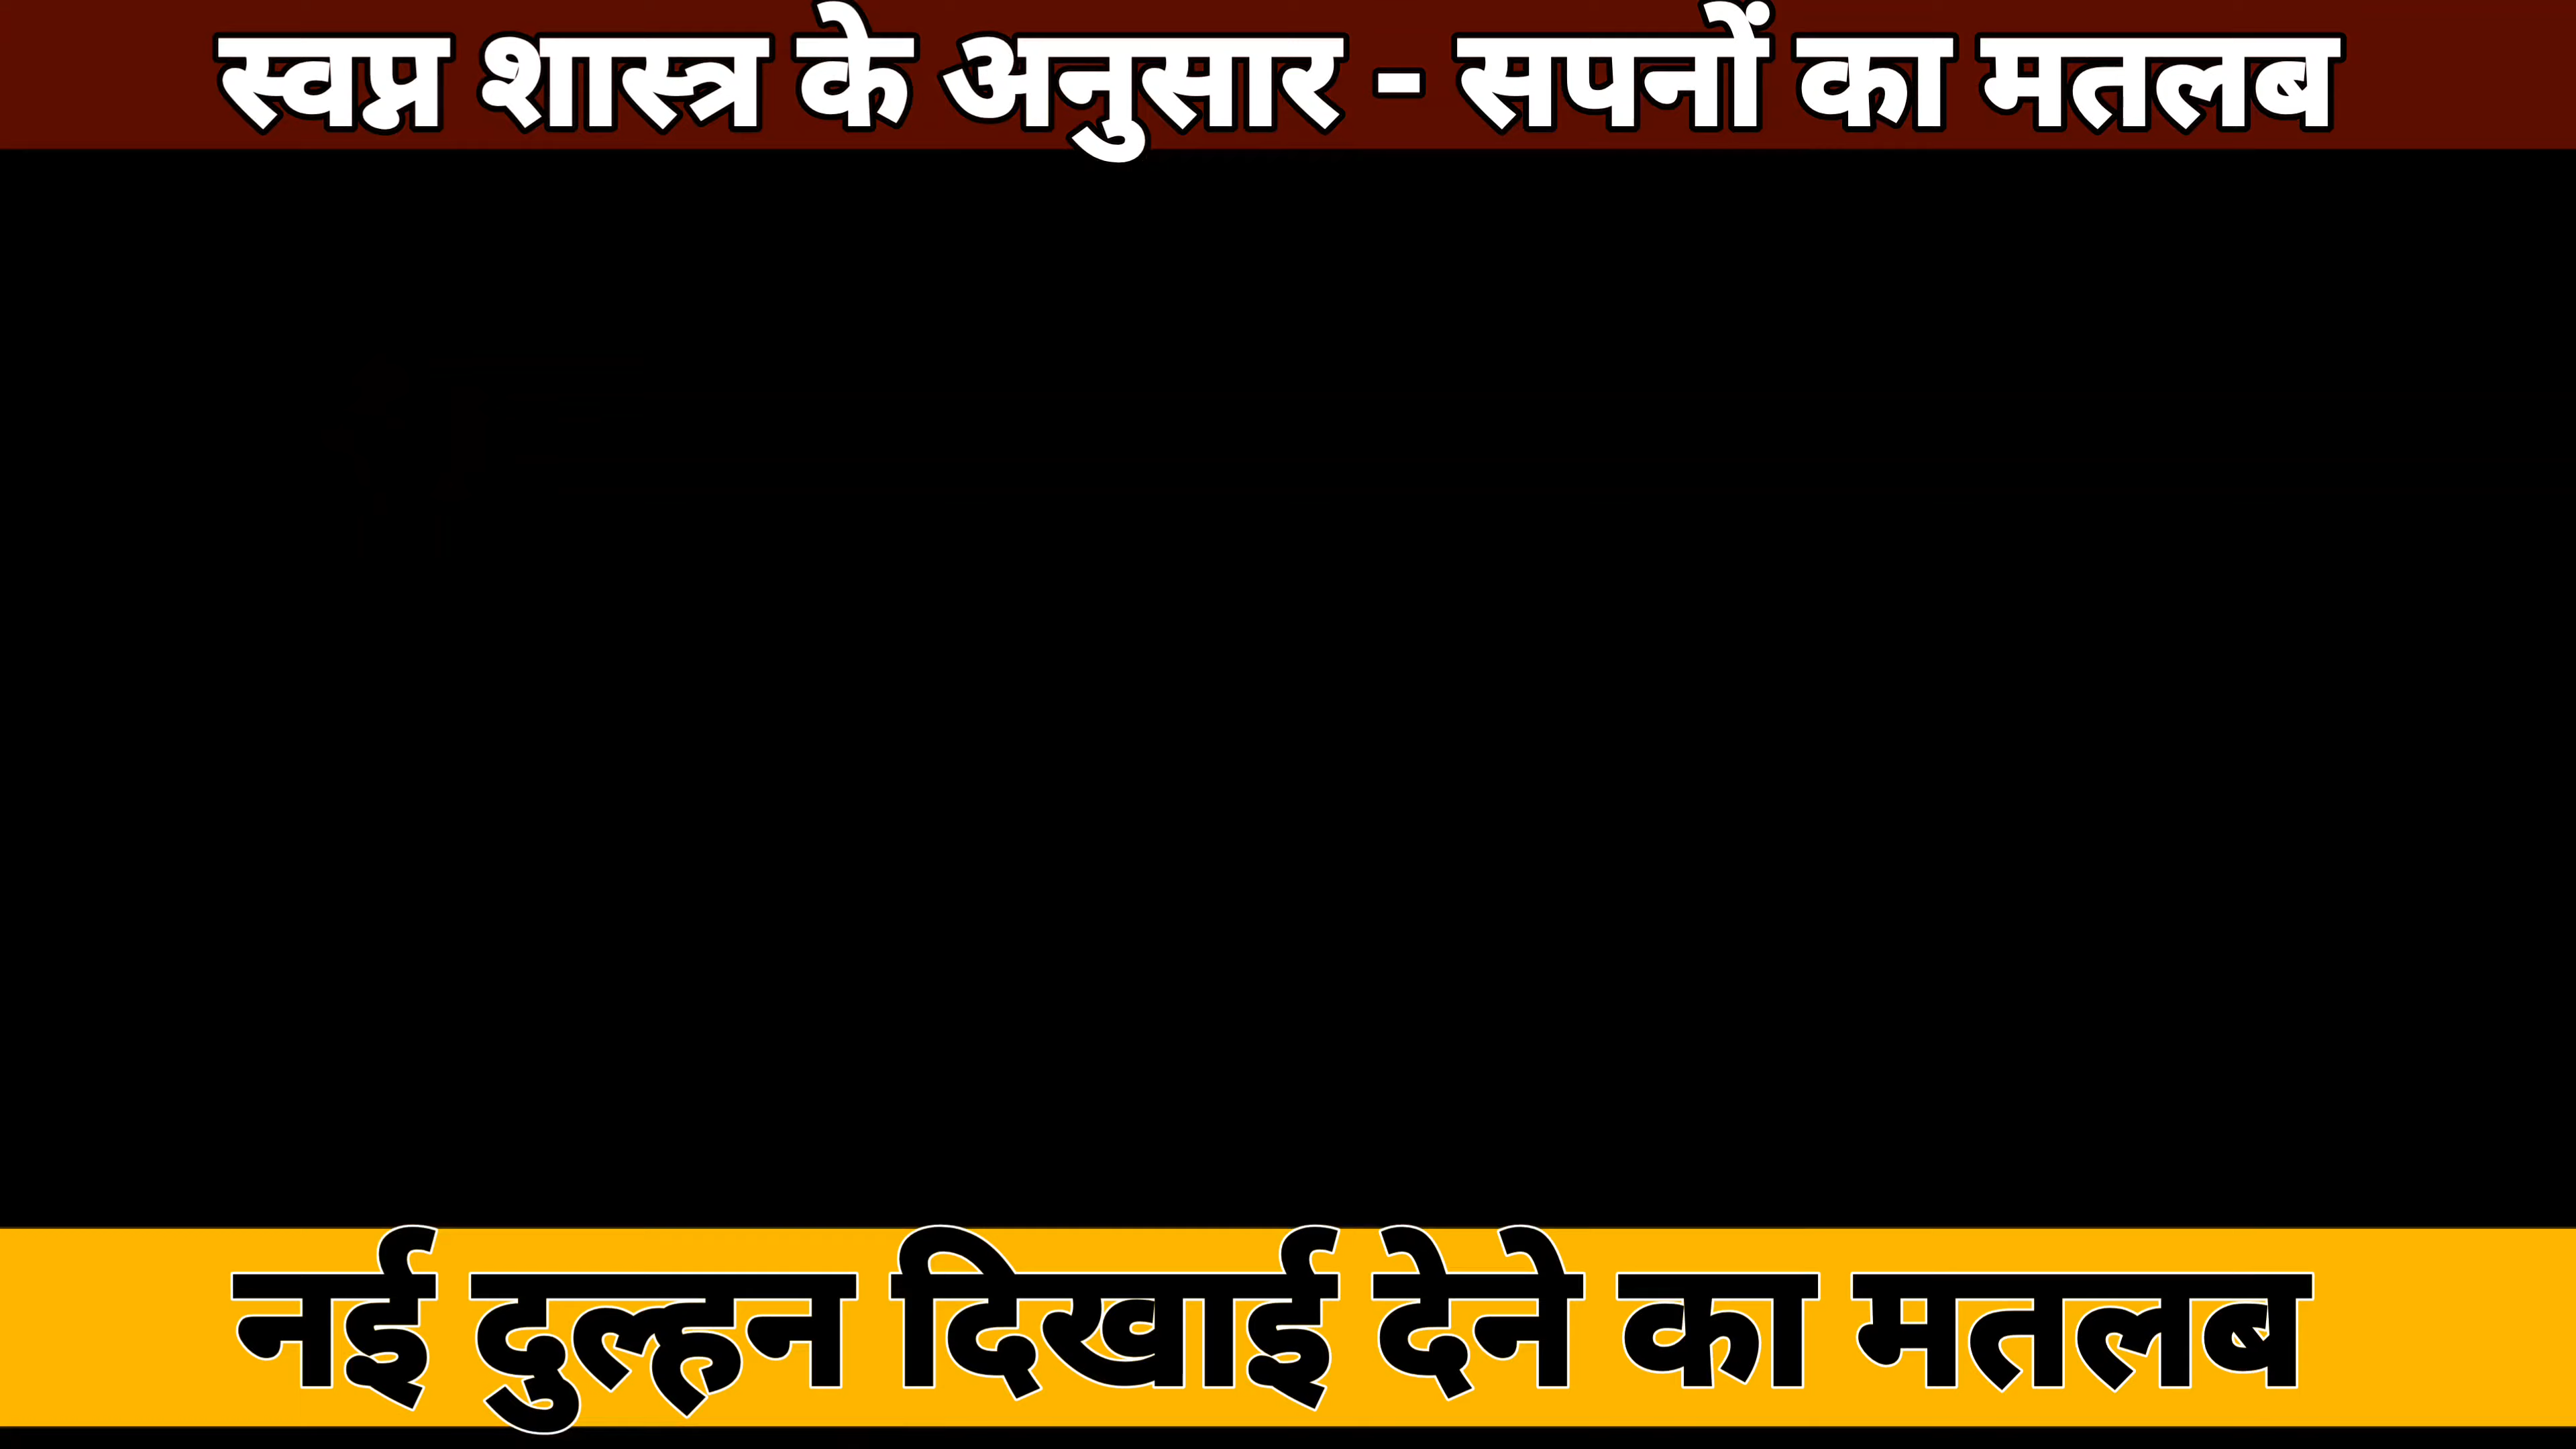 स्वप्न शास्त्र के अनुसार - सपनों का मतलब
नई दुल्हन दिखाई देने का मतलब